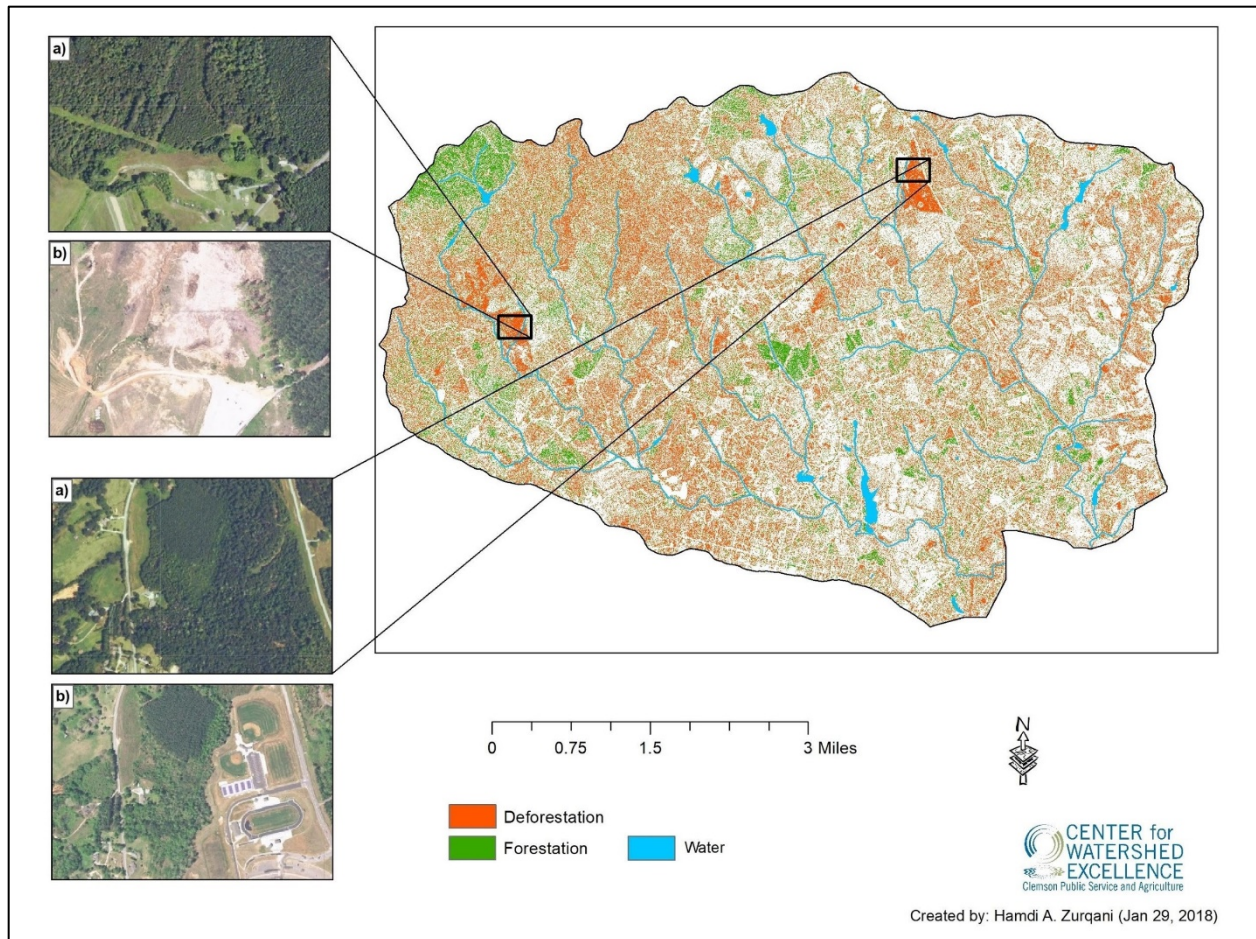 a)
b)
a)
b)
0 0.75 1.5 3 Miles
N
Deforestation
Forestation
Water
CENTER for
WATERSHED
EXCELLENCE
Clemson Public Service and Agriculture
Created by: Hamdi A. Zurqani (Jan 29, 2018)